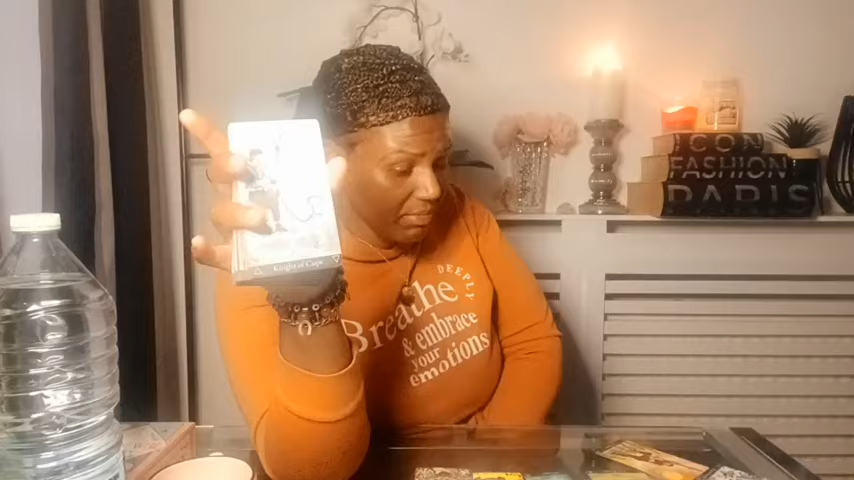 Knight of Cups
Breathe
DEEPLY
& embrace
your
emotions
ICON
FASHION
PARIS